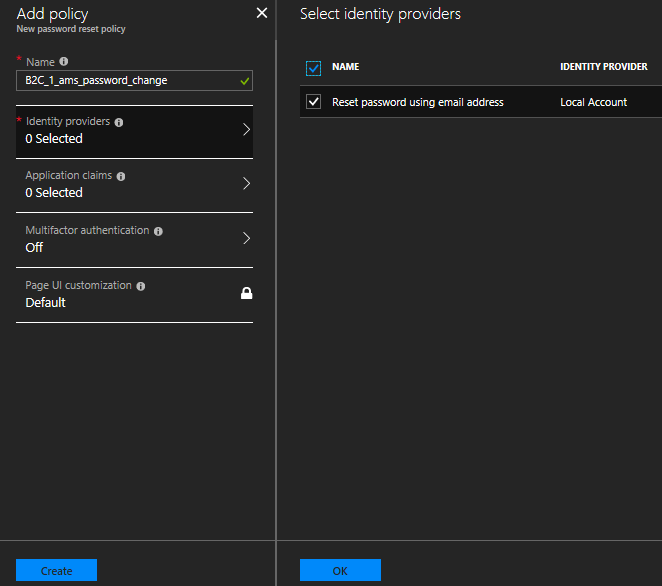 Add policy
New password reset policy
* Name
B2C_1_ams_password_change
* Identity providers
0 Selected
Application claims
0 Selected
Multifactor authentication
Off
Page UI customization
Default
Create
Select identity providers
NAME IDENTITY PROVIDER
Reset password using email address Local Account
OK